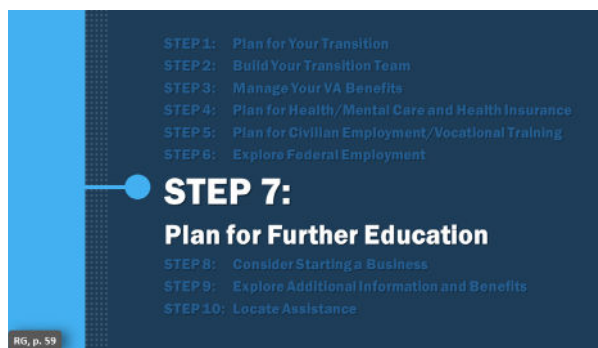 STEP 1: Plan for Your Transition
STEP 2: Build Your Transition Team
STEP 3: Manage Your VA Benefits
STEP 4: Plan for Health/Mental Care and Health Insurance
STEP 5: Plan for Civilian Employment/Vocational Training
STEP 6: Explore Federal Employment
STEP 7:
Plan for Further Education
STEP 8: Consider Starting a Business
STEP 9: Explore Additional Information and Benefits
STEP 10: Locate Assistance
RG, p. 59